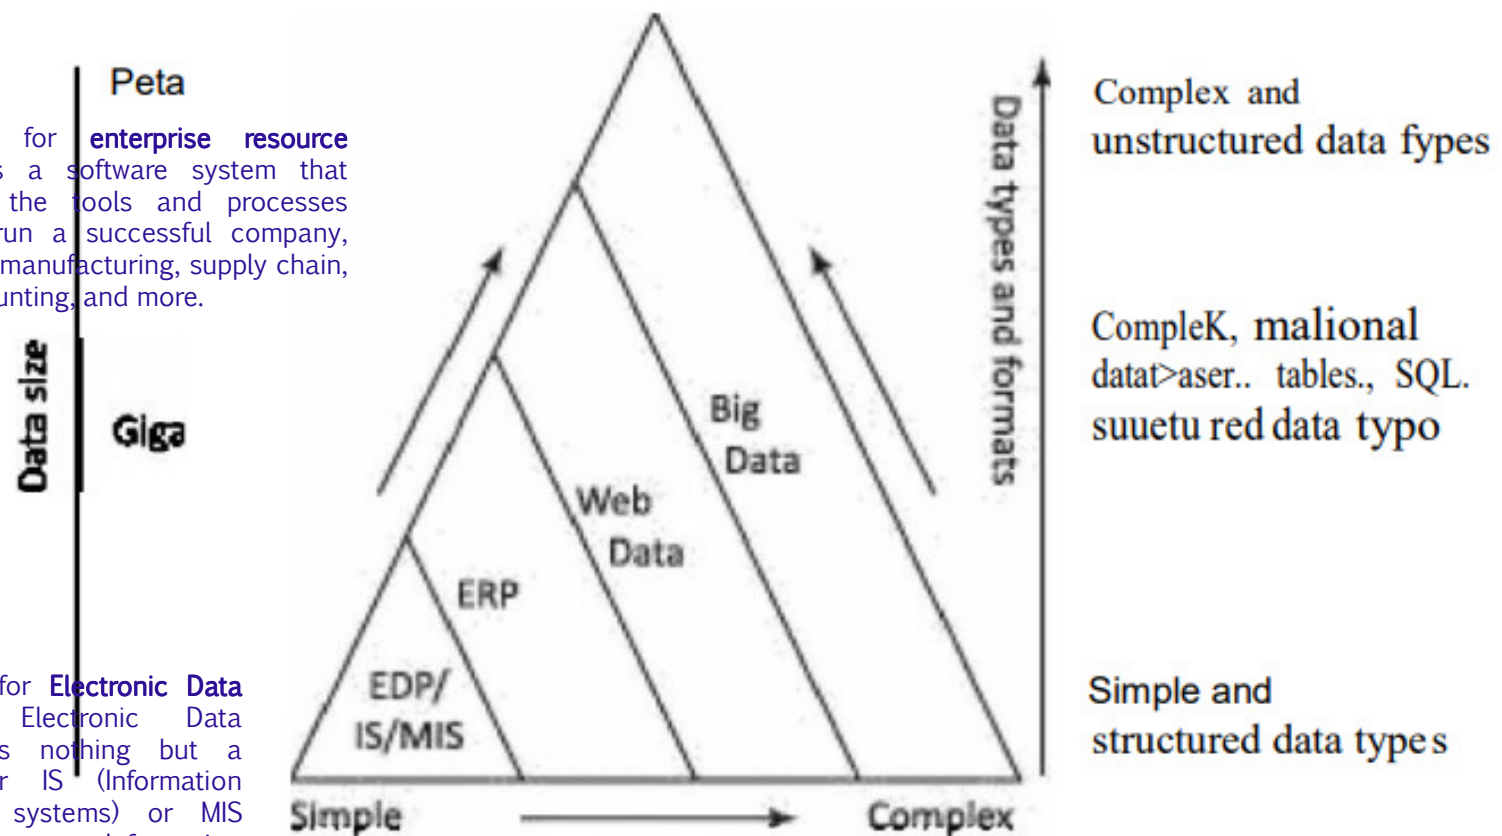 Peta
for enterprise resource
a software system that
the tools and processes
run a successful company,
manufacturing, supply chain,
unting, and more.
Data size
Giga
for Electronic Data
Electronic Data
s nothing but a
r IS (Information
systems) or MIS
Big
Data
Web
Data
ERP
EDP/
IS/MIS
Simple
Complex
Data types and formats
Complex and
unstructured data fypes
CompleK, malional
datat>aser.. tables., SQL.
suuetu red data typo
Simple and
structured data types